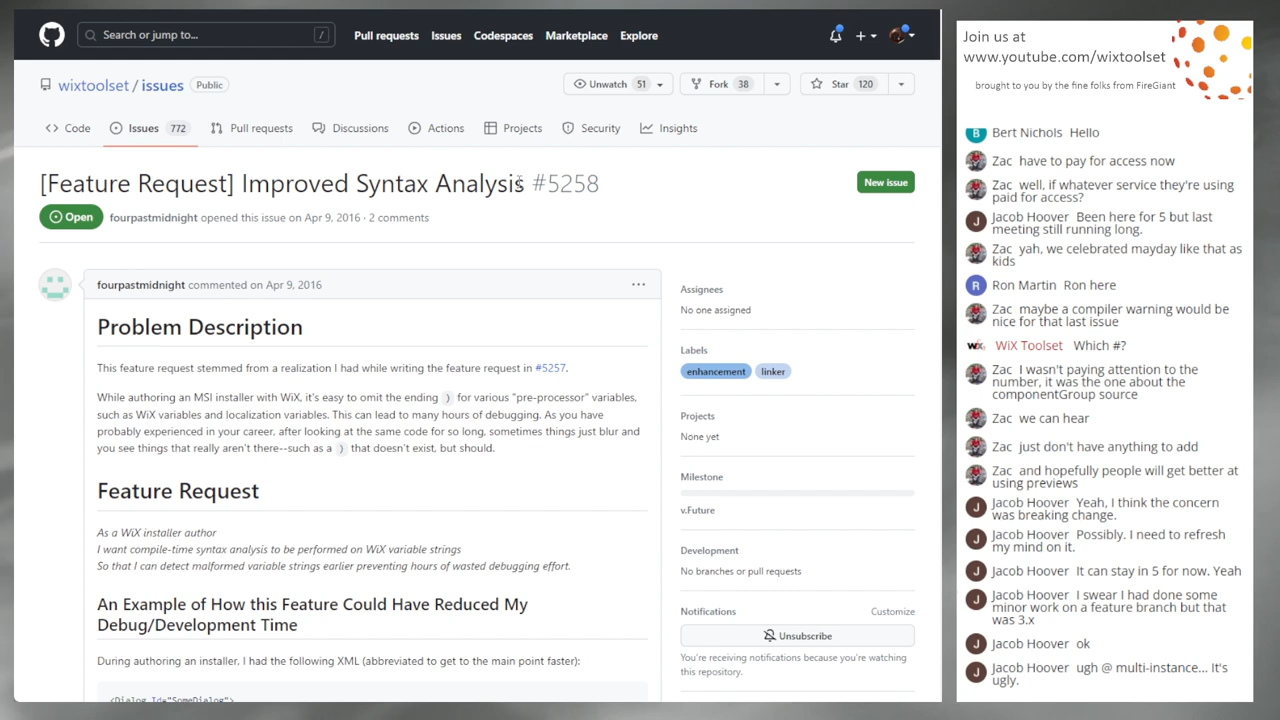 Search or jump to...
/
Pull requests
Issues
Codespaces
Marketplace
Explore
wixtoolset / issues
Public
Unwatch 51
Fork 38
Star 120
Code
Issues 772
Pull requests
Discussions
Actions
Projects
Security
Insights
[Feature Request] Improved Syntax Analysis #5258
New issue
Open
fourpastmidnight opened this issue on Apr 9, 2016 · 2 comments
fourpastmidnight commented on Apr 9, 2016
Problem Description
This feature request stemmed from a realization I had while writing the feature request in #5257.
While authoring an MSI installer with WiX, it's easy to omit the ending ) for various "pre-processor" variables,
such as WiX variables and localization variables. This can lead to many hours of debugging. As you have
probably experienced in your career, after looking at the same code for so long, sometimes things just blur and
you see things that really aren't there--such as a ) that doesn't exist, but should.
Feature Request
As a WiX installer author
I want compile-time syntax analysis to be performed on WiX variable strings
So that I can detect malformed variable strings earlier preventing hours of wasted debugging effort.
An Example of How this Feature Could Have Reduced My
Debug/Development Time
During authoring an installer, I had the following XML (abbreviated to get to the main point faster):
<Dialog Id="SomeDialog">
Assignees
No one assigned
Labels
enhancement
linker
Projects
None yet
Milestone
v.Future
Development
No branches or pull requests
Notifications
Customize
Unsubscribe
You're receiving notifications because you're watching
this repository.
Join us at
www.youtube.com/wixtoolset
brought to you by the fine folks from FireGiant
B Bert Nichols Hello
Zac have to pay for access now
Zac well, if whatever service they're using
paid for access?
J Jacob Hoover Been here for 5 but last
meeting still running long.
Zac yah, we celebrated mayday like that as
kids
R Ron Martin Ron here
Zac maybe a compiler warning would be
nice for that last issue
WiX WiX Toolset Which #?
Zac I wasn't paying attention to the
number, it was the one about the
componentGroup source
J Jacob Hoover we can hear
Zac just don't have anything to add
Zac and hopefully people will get better at
using previews
J Jacob Hoover Yeah, I think the concern
was breaking change.
J Jacob Hoover Possibly. I need to refresh
my mind on it.
J Jacob Hoover It can stay in 5 for now. Yeah
J Jacob Hoover I swear I had done some
minor work on a feature branch but that
was 3.x
J Jacob Hoover ok
J Jacob Hoover ugh @ multi-instance... It's
ugly.